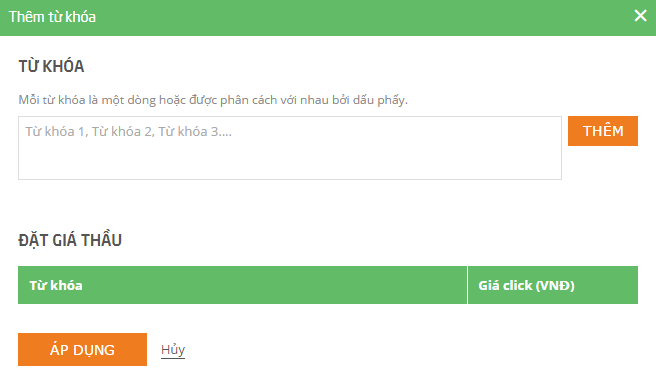 Thêm từ khóa
TỪ KHÓA
Mỗi từ khóa là một dòng hoặc được phân cách với nhau bởi dấu phẩy.
Từ khóa 1, Từ khóa 2, Từ khóa 3....
THÊM
ĐẶT GIÁ THẦU
Từ khóa
Giá click (VNĐ)
ÁP DỤNG
Hủy